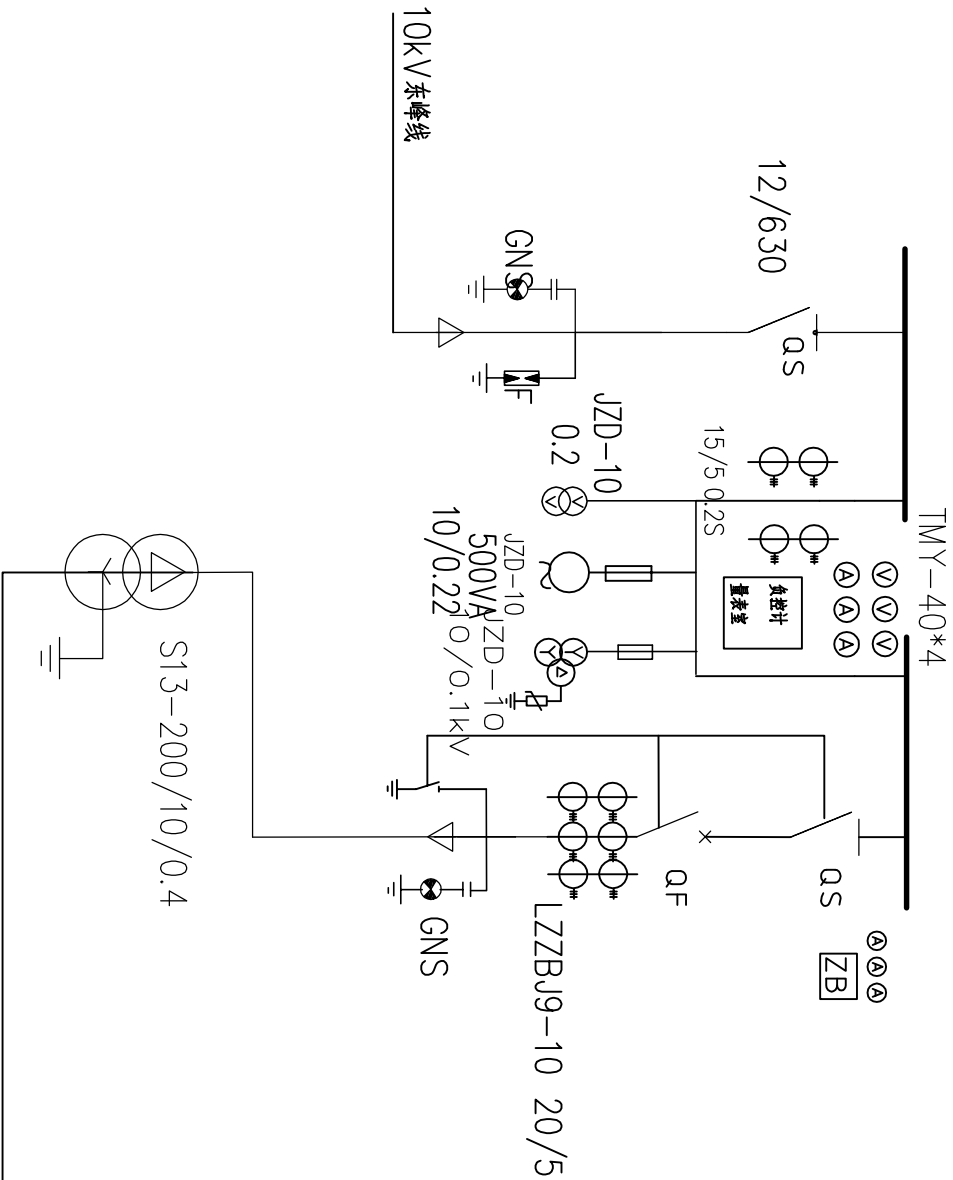 10kV东峰线
12/630
GNS
F
QS
JZD-10
0.2
15/5 0.2S
TMY-40*4
V V V
A A A
负控计
量表室
V
V
JZD-10
500VA
10/0.22
JZD-10
10/0.1kV
Y
Y
QS
QF
A A A
ZB
LZZBJ9-10 20/5
GNS
S13-200/10/0.4